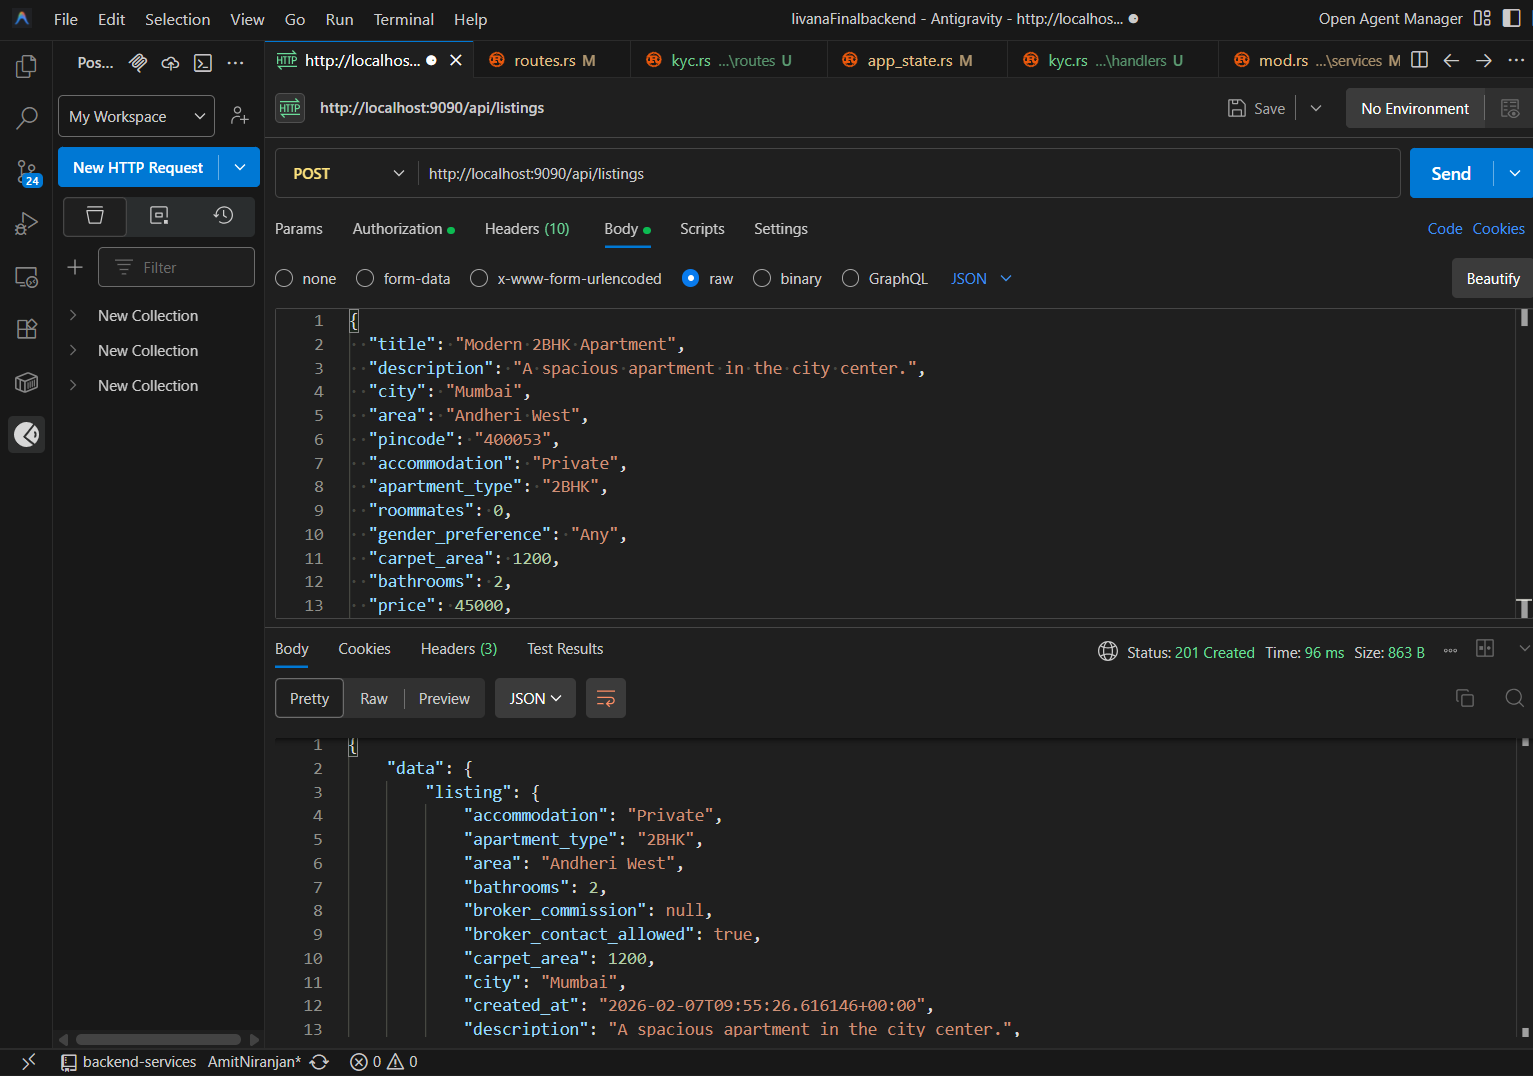 File Edit Selection View Go Run Terminal Help
livanaFinalbackend - Antigravity - http://localhos... ●
Open Agent Manager
Pos...
http://localhos... ●
routes.rs M
kyc.rs ...\routes U
app_state.rs M
kyc.rs ...\handlers U
mod.rs ...\services M
My Workspace
HTTP http://localhost:9090/api/listings
Save
No Environment
New HTTP Request
POST
http://localhost:9090/api/listings
Send
24
Params Authorization Headers (10) Body Scripts Settings
Code Cookies
Filter
none form-data x-www-form-urlencoded raw binary GraphQL JSON
Beautify
New Collection
New Collection
New Collection
1 {
2 "title": "Modern 2BHK Apartment",
3 "description": "A spacious apartment in the city center.",
4 "city": "Mumbai",
5 "area": "Andheri West",
6 "pincode": "400053",
7 "accommodation": "Private",
8 "apartment_type": "2BHK",
9 "roommates": 0,
10 "gender_preference": "Any",
11 "carpet_area": 1200,
12 "bathrooms": 2,
13 "price": 45000,
Body Cookies Headers (3) Test Results
Status: 201 Created Time: 96 ms Size: 863 B
Pretty Raw Preview JSON
1 {
2 "data": {
3 "listing": {
4 "accommodation": "Private",
5 "apartment_type": "2BHK",
6 "area": "Andheri West",
7 "bathrooms": 2,
8 "broker_commission": null,
9 "broker_contact_allowed": true,
10 "carpet_area": 1200,
11 "city": "Mumbai",
12 "created_at": "2026-02-07T09:55:26.616146+00:00",
13 "description": "A spacious apartment in the city center.",
backend-services AmitNiranjan* 0 0